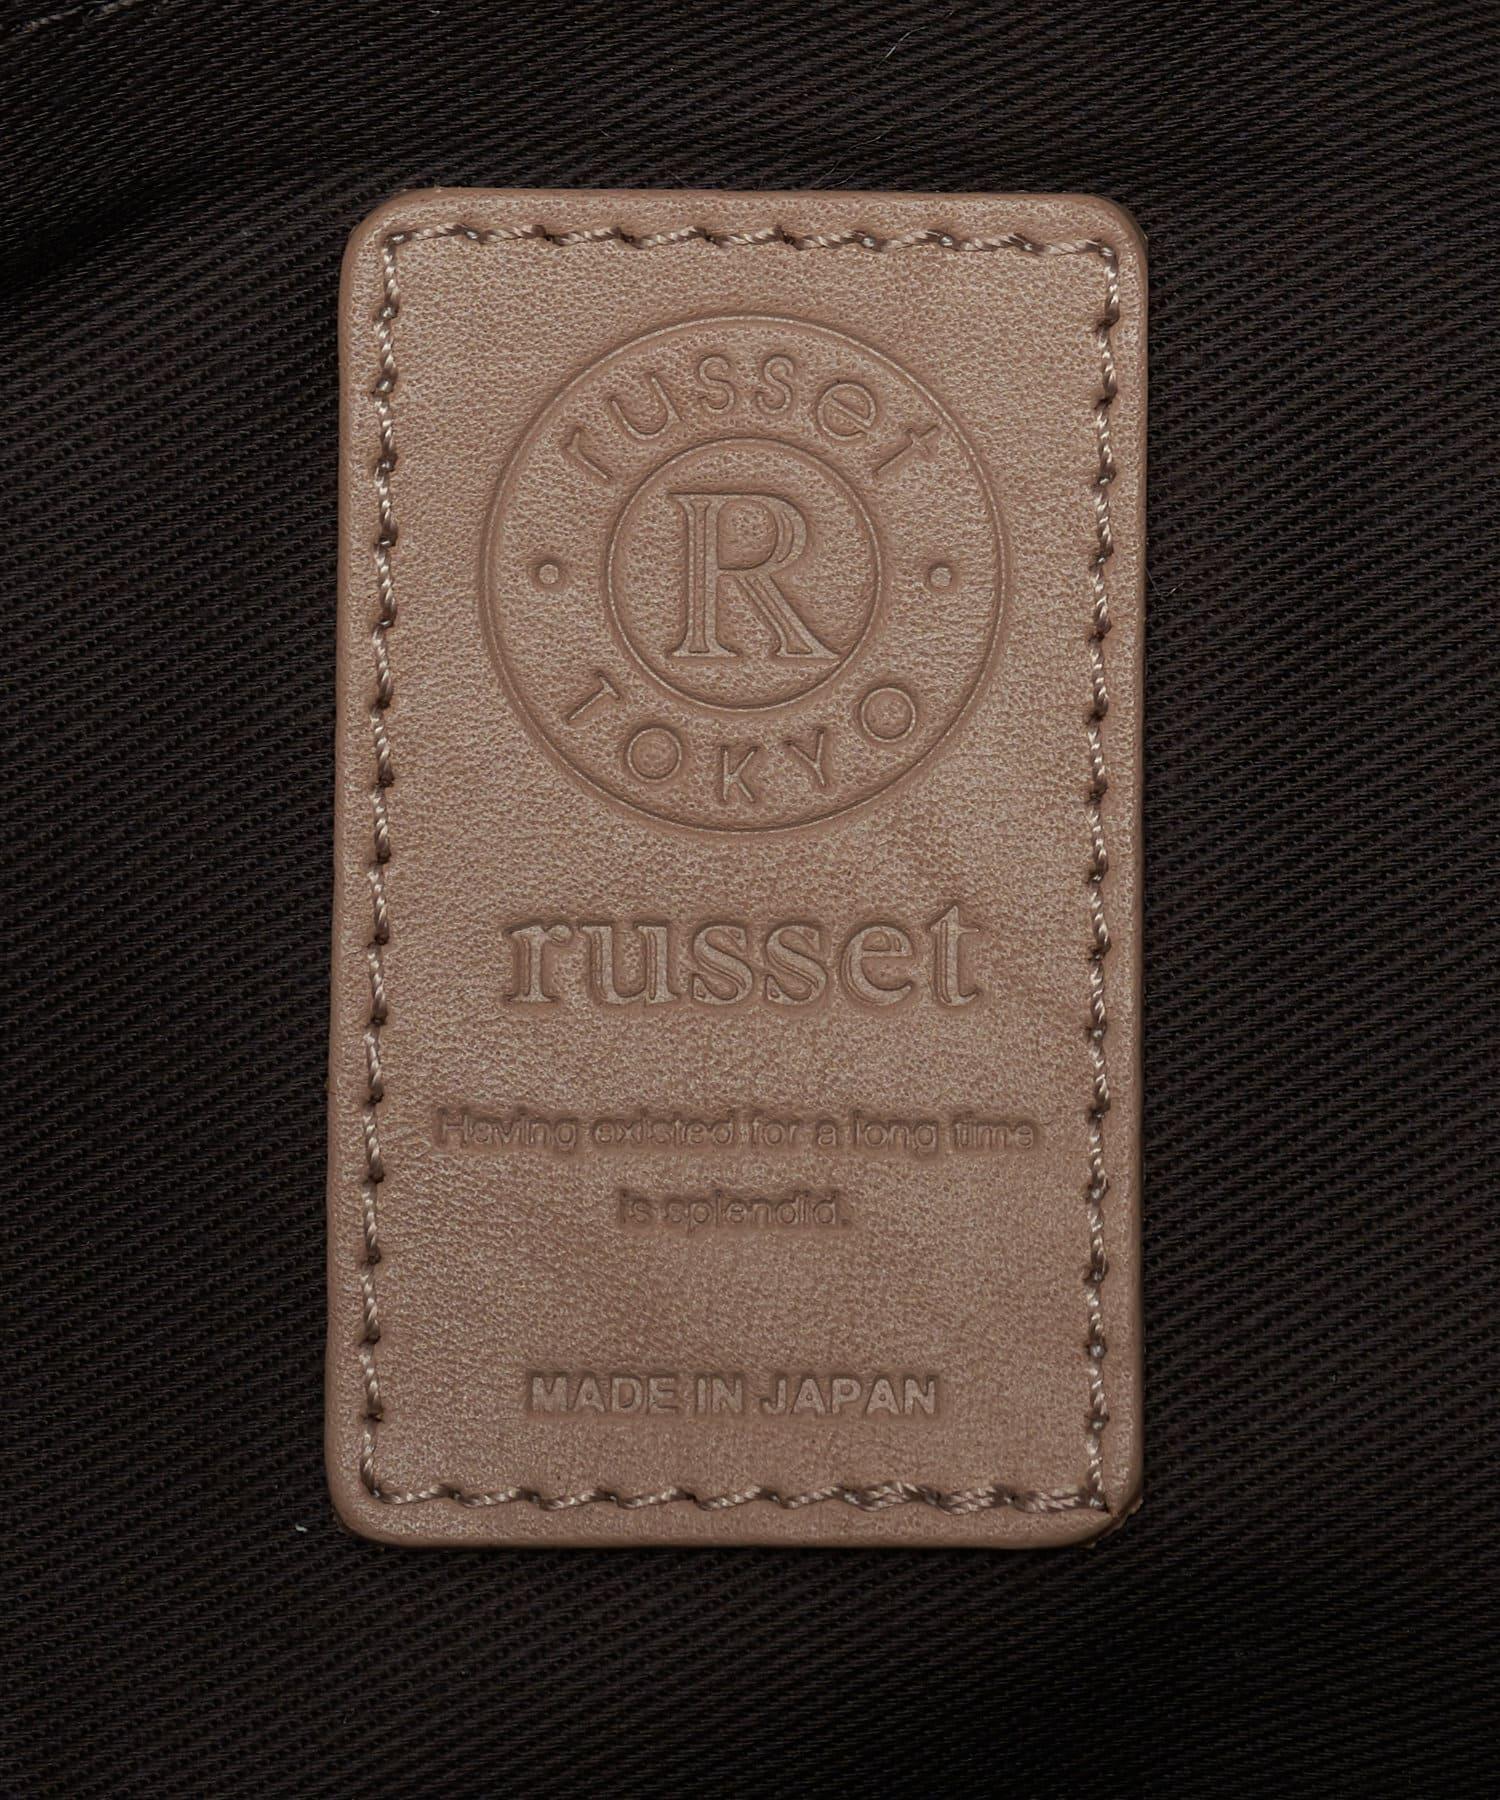 russet
R
TOKYO
russet
Having existed for a long time
is splendid.
MADE IN JAPAN